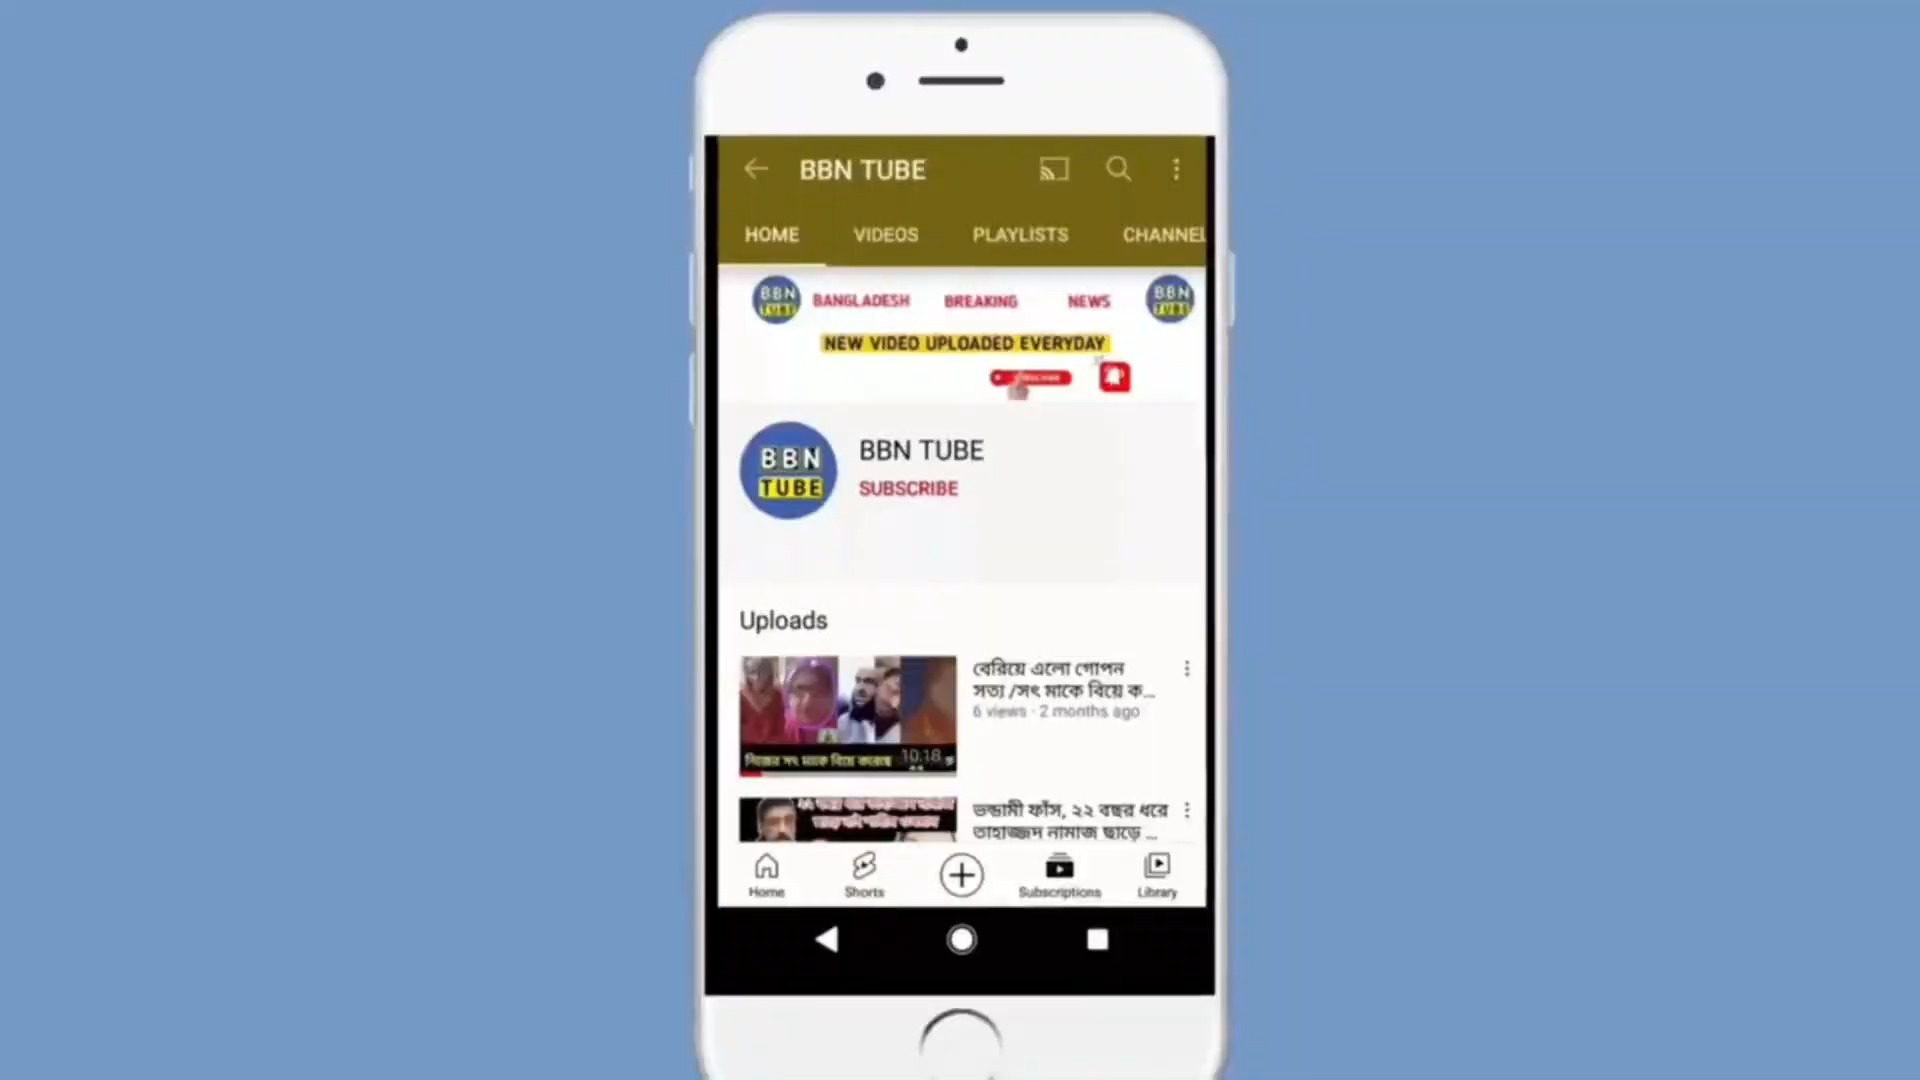 BBN TUBE
HOME VIDEOS PLAYLISTS CHANNEL
BBN TUBE BANGLADESH BREAKING NEWS BBN TUBE
NEW VIDEO UPLOADED EVERYDAY
BBN TUBE
BBN TUBE
SUBSCRIBE
Uploads
বেরিয়ে এলো গোপন
সত্য /সৎ মাকে বিয়ে ক...
6 views · 2 months ago
নিজের সৎ মাকে বিয়ে করেছে 10:18
ভন্ডামী ফাঁস, ২২ বছর ধরে
তাহাজ্জদ নামাজ ছাড়ে ...
Home Shorts Subscriptions Library